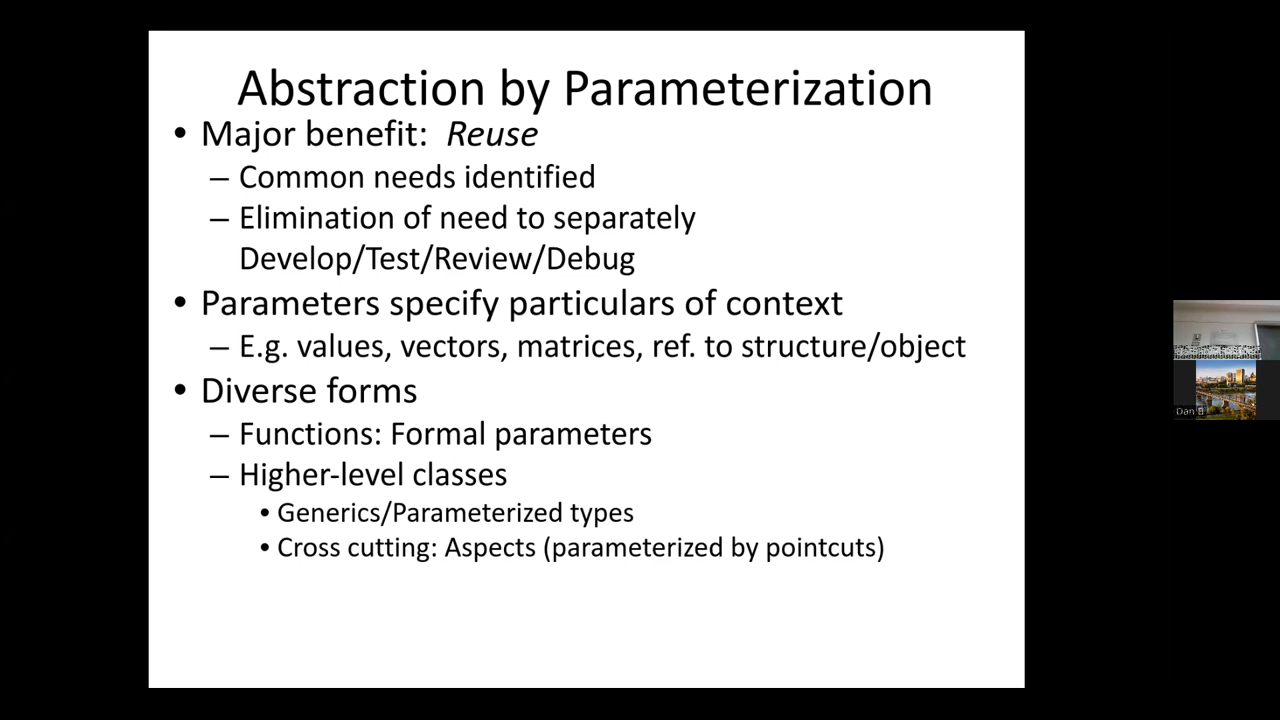 Abstraction by Parameterization
• Major benefit: Reuse
– Common needs identified
– Elimination of need to separately
Develop/Test/Review/Debug
• Parameters specify particulars of context
– E.g. values, vectors, matrices, ref. to structure/object
• Diverse forms
– Functions: Formal parameters
– Higher-level classes
• Generics/Parameterized types
• Cross cutting: Aspects (parameterized by pointcuts)